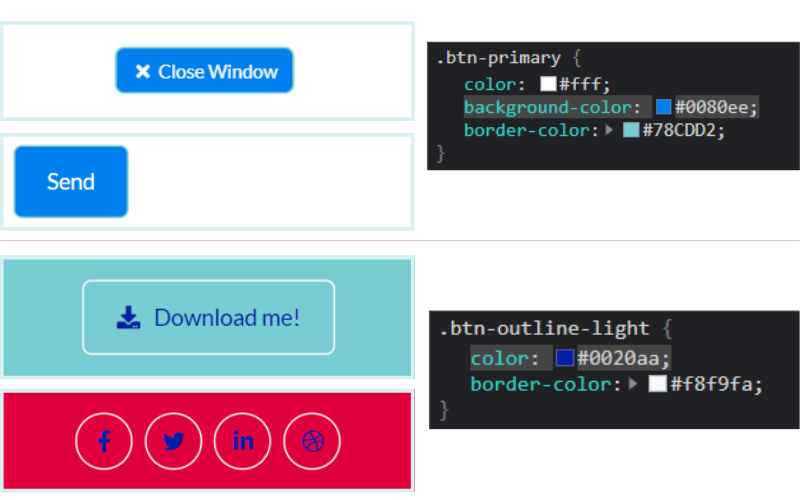 Close Window
Send
.btn-primary {
color: #fff;
background-color: #0080ee;
border-color: #78CDD2;
}
Download me!
.btn-outline-light {
color: #0020aa;
border-color: #f8f9fa;
}